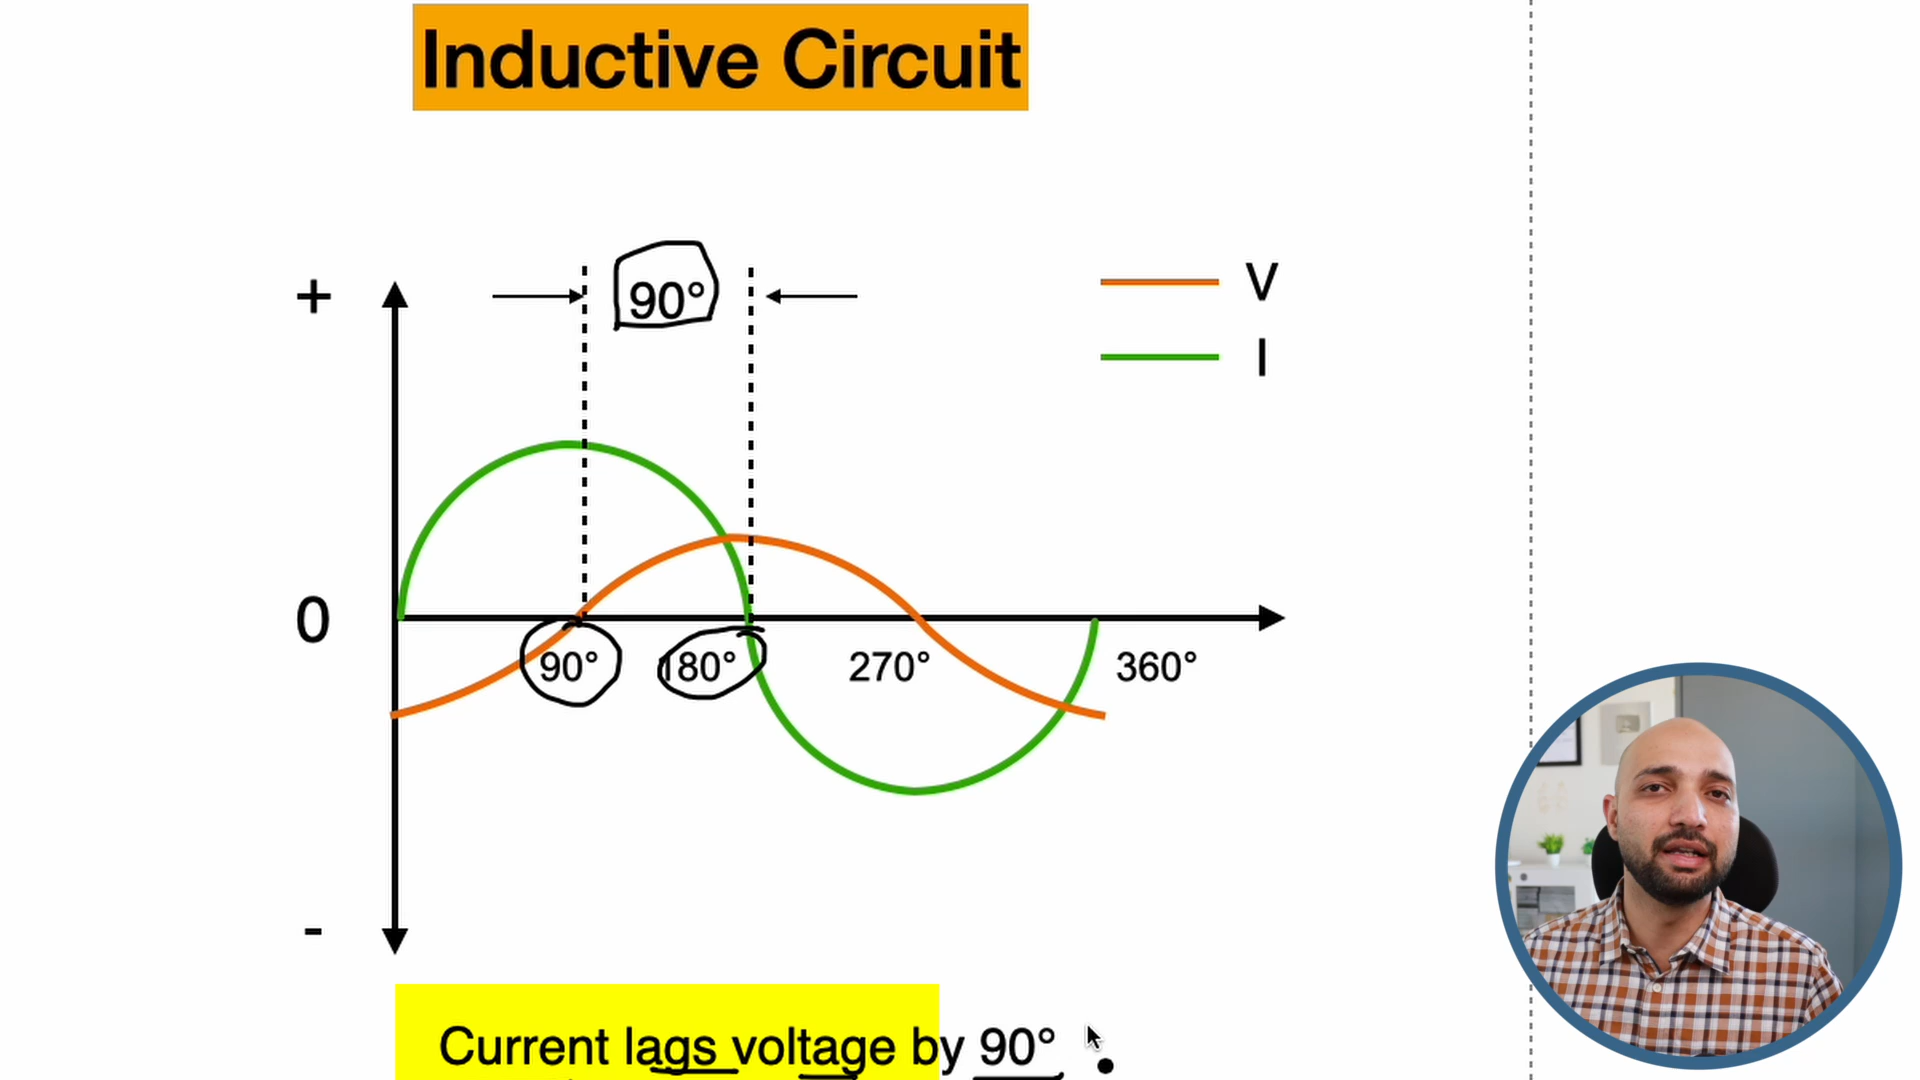 Inductive Circuit
90°
+
V
I
0
90° 180° 270° 360°
-
Current lags voltage by 90°